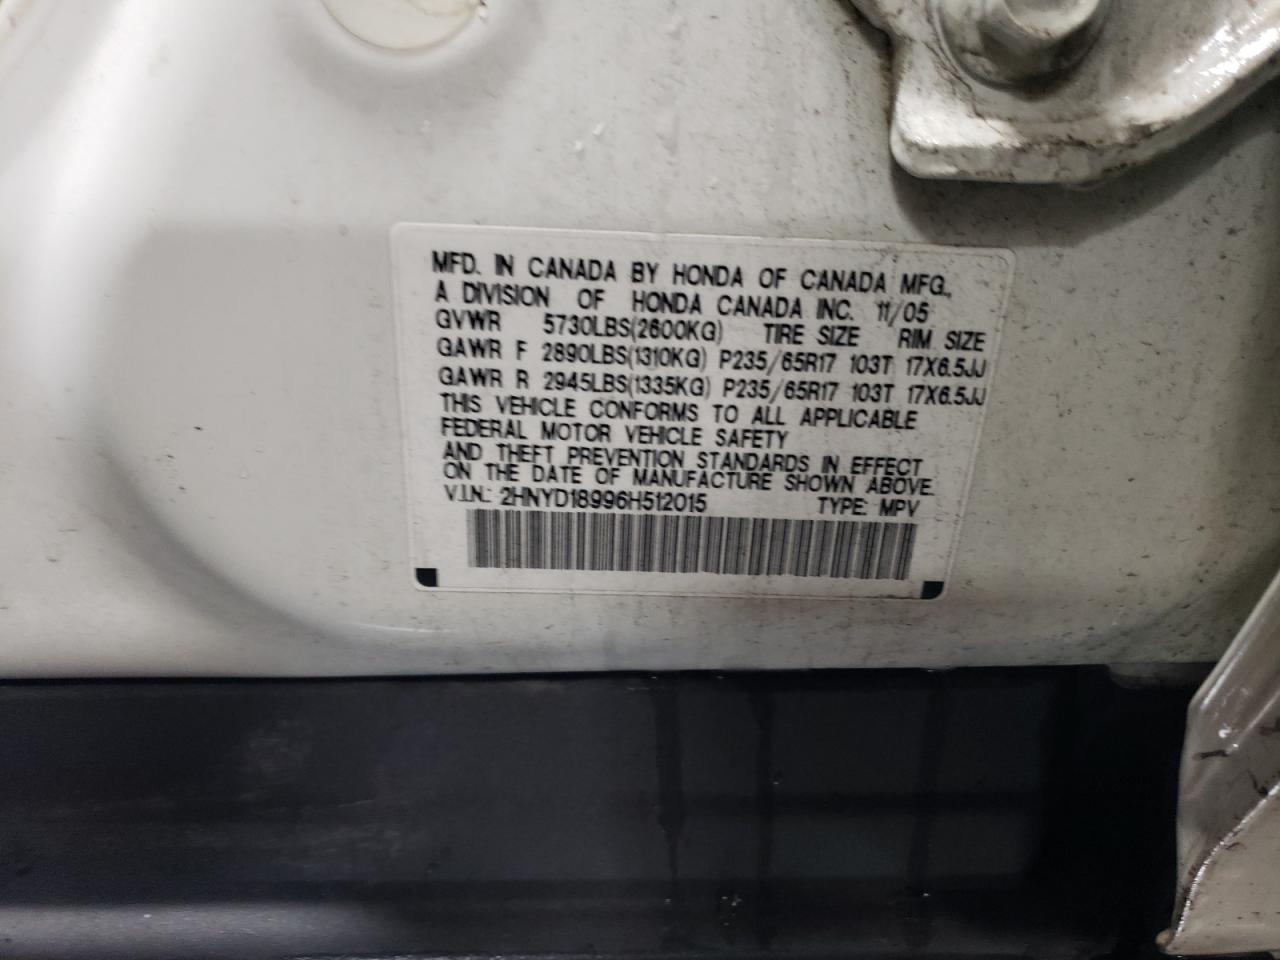 MFD. IN CANADA BY HONDA OF CANADA MFG.,
A DIVISION OF HONDA CANADA INC. 11/05
GVWR 5730LBS(2600KG) TIRE SIZE RIM SIZE
GAWR F 2890LBS(1310KG) P235/65R17 103T 17X6.5JJ
GAWR R 2945LBS(1335KG) P235/65R17 103T 17X6.5JJ
THIS VEHICLE CONFORMS TO ALL APPLICABLE
FEDERAL MOTOR VEHICLE SAFETY
AND THEFT PREVENTION STANDARDS IN EFFECT
ON THE DATE OF MANUFACTURE SHOWN ABOVE.
V.I.N.: 2HNYD18996H512015 TYPE: MPV